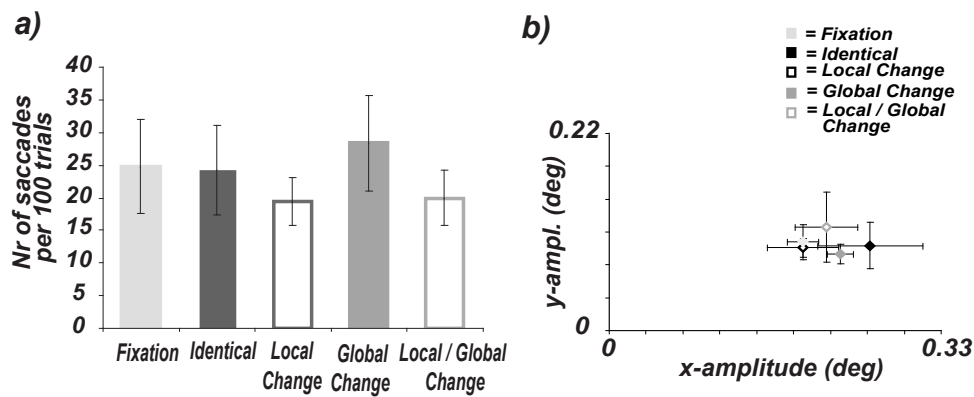 a)
Nr of saccades
per 100 trials
40
35
30
25
20
15
10
5
0
Fixation
Identical
Local
Change
Global
Change
Local / Global
Change
b)
= Fixation
= Identical
= Local Change
= Global Change
= Local / Global
Change
y-ampl. (deg)
0.22
0
0
0.33
x-amplitude (deg)